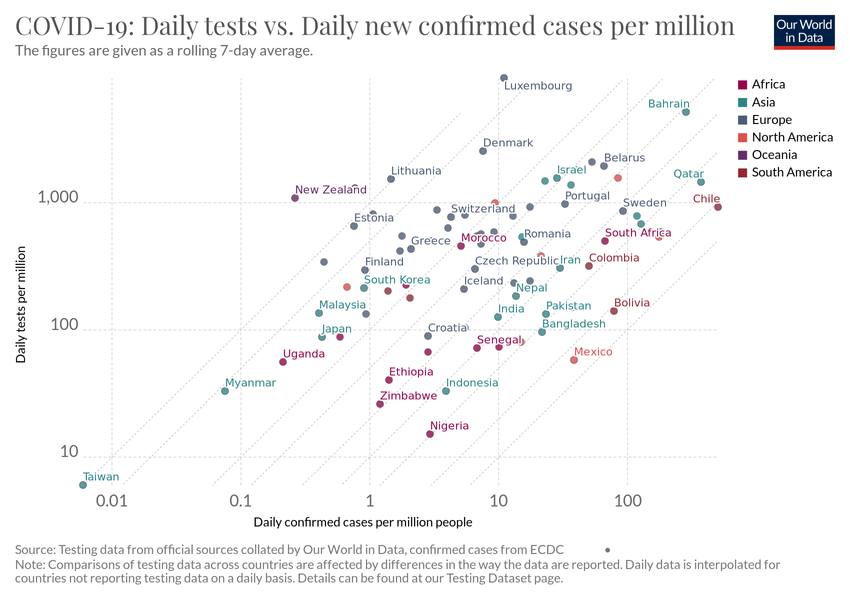 COVID-19: Daily tests vs. Daily new confirmed cases per million
The figures are given as a rolling 7-day average.
Our World
in Data
Africa
Asia
Europe
North America
Oceania
South America
Luxembourg
Bahrain
Denmark
Belarus
Lithuania
Israel
Qatar
New Zealand
Portugal
Chile
1,000
Switzerland
Sweden
Estonia
Greece
Morocco
Romania
South Africa
Finland
Czech Republic
Iran
Colombia
South Korea
Iceland
Nepal
Malaysia
India
Pakistan
Bolivia
100
Japan
Croatia
Bangladesh
Uganda
Senegal
Mexico
Ethiopia
Myanmar
Indonesia
Zimbabwe
Nigeria
10
Taiwan
Daily tests per million
0.01
0.1
1
10
100
Daily confirmed cases per million people
Source: Testing data from official sources collated by Our World in Data, confirmed cases from ECDC •
Note: Comparisons of testing data across countries are affected by differences in the way the data are reported. Daily data is interpolated for
countries not reporting testing data on a daily basis. Details can be found at our Testing Dataset page.